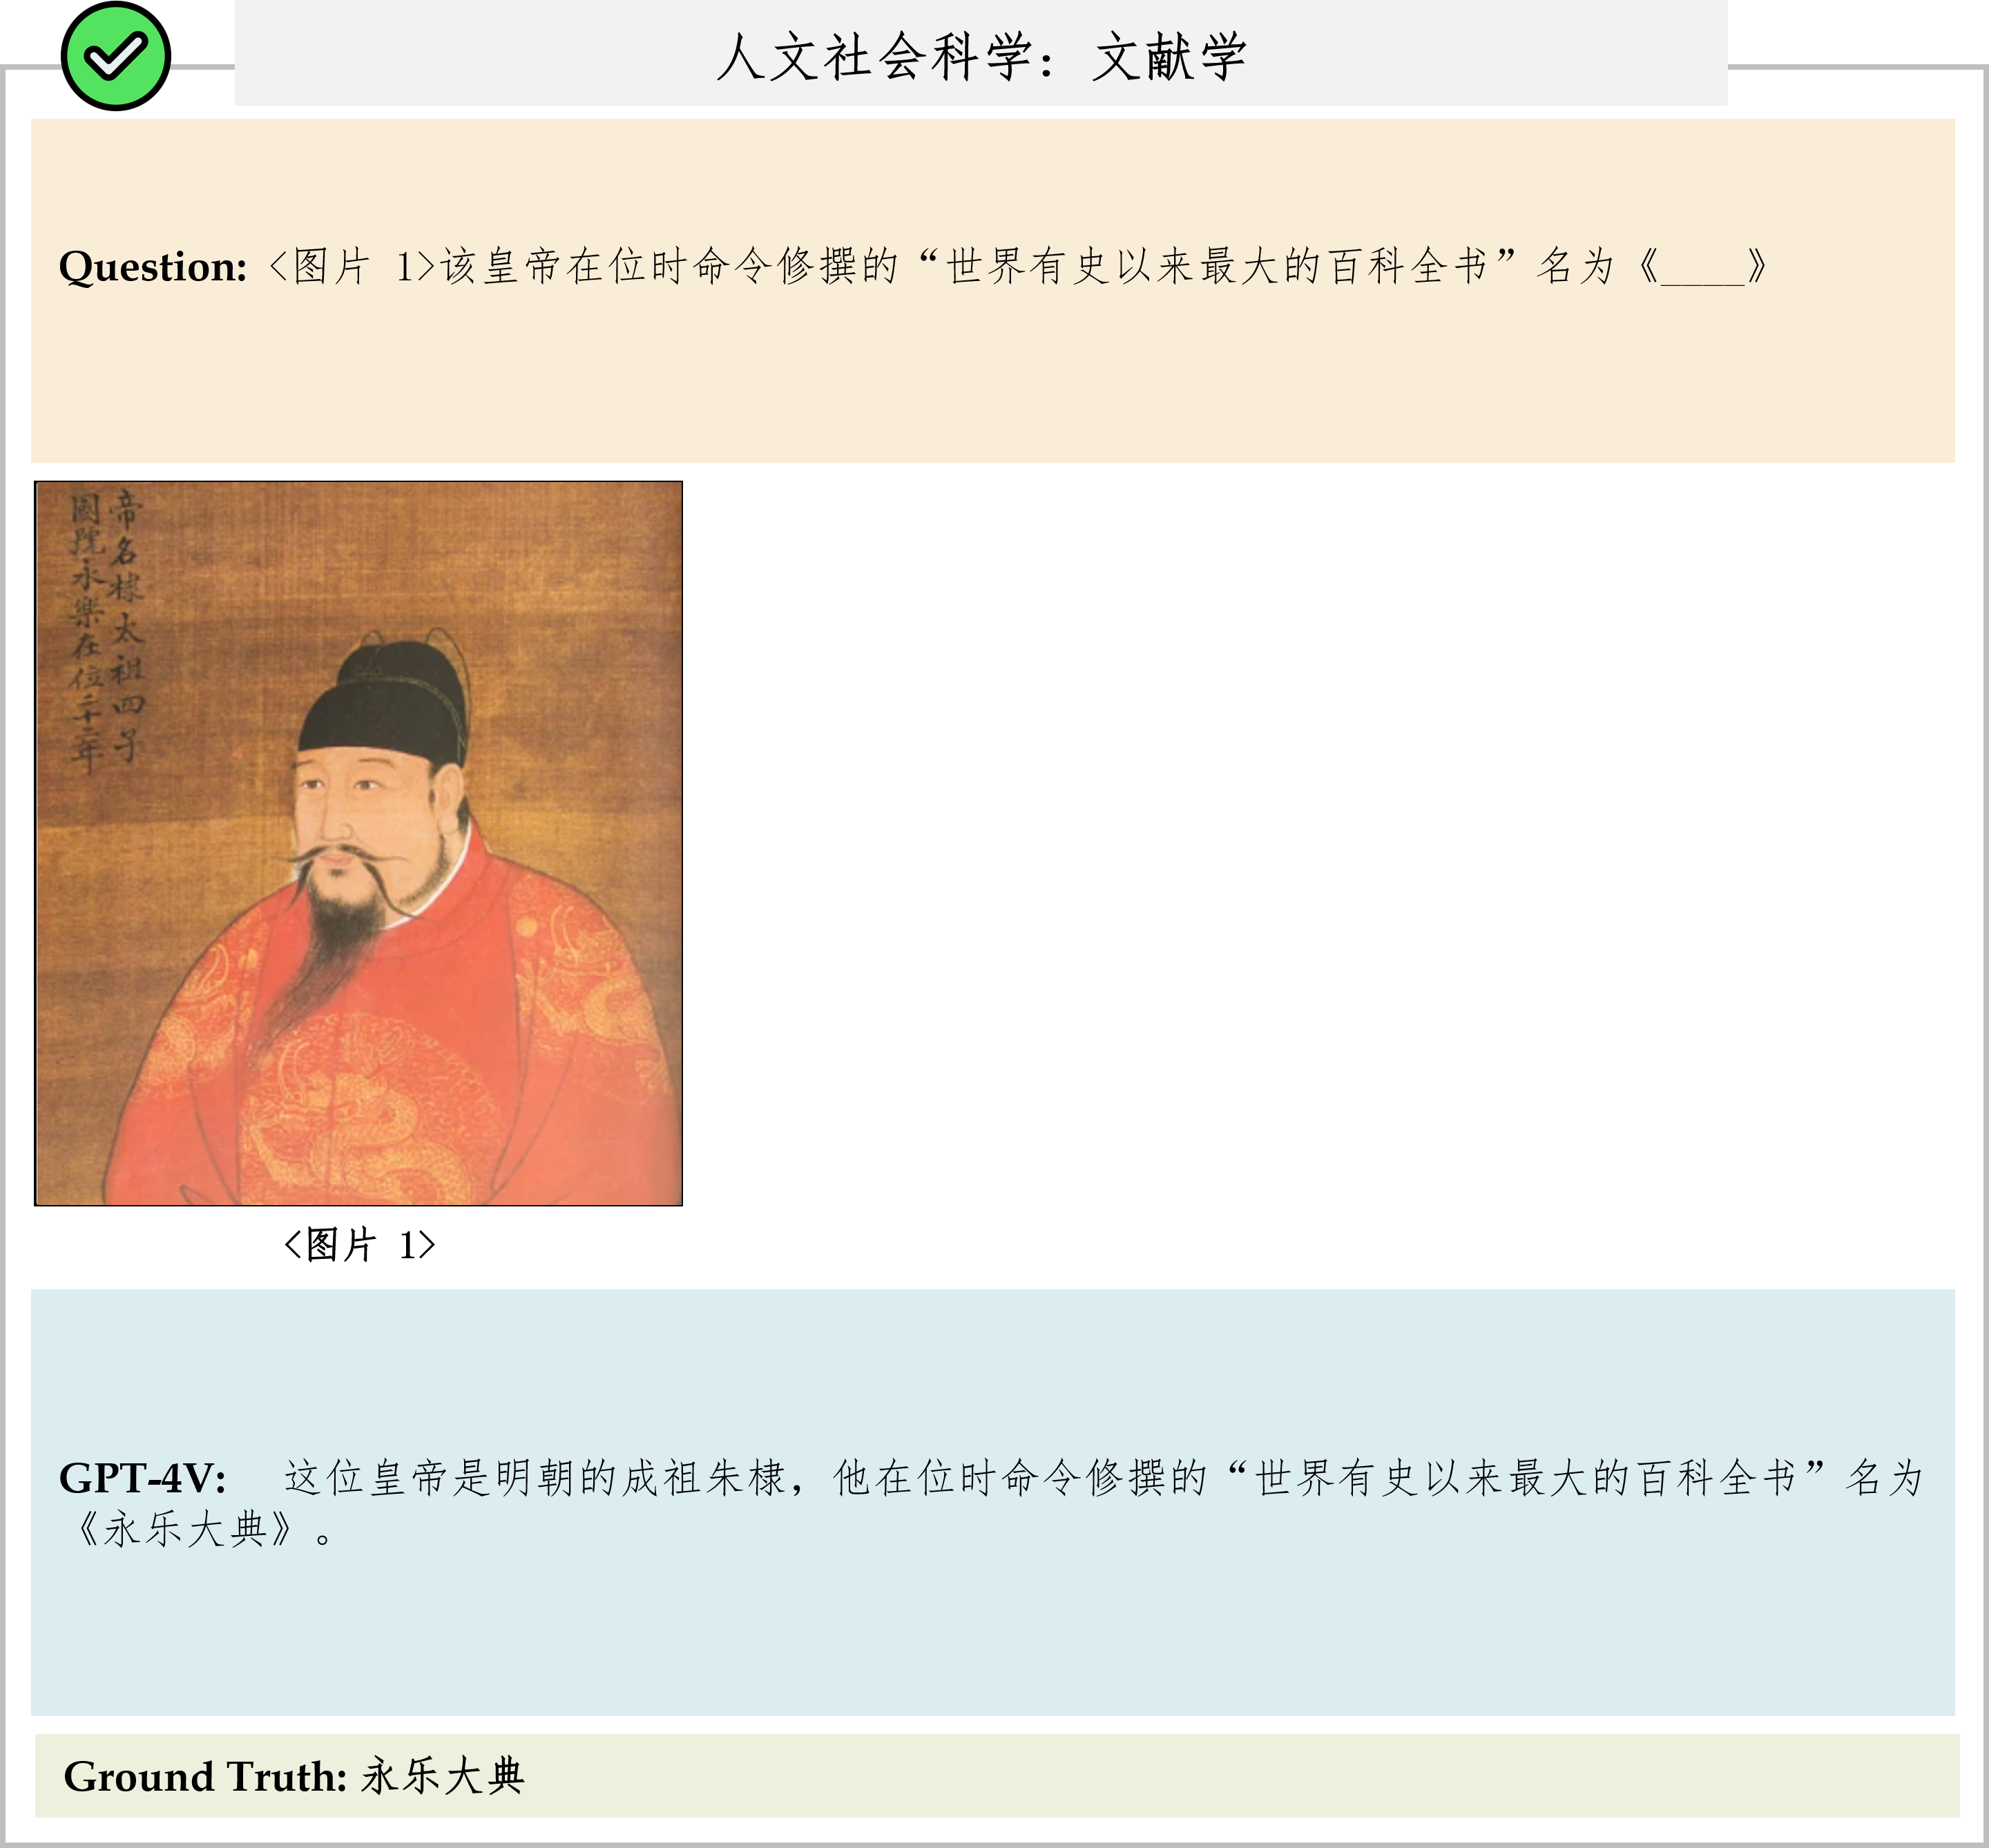 人文社会科学：文献学
Question: <图片 1>该皇帝在位时命令修撰的“世界有史以来最大的百科全书”名为《____》
帝名棣太祖四子
國號永樂在位二十二年
<图片 1>
GPT-4V: 这位皇帝是明朝的成祖朱棣，他在位时命令修撰的“世界有史以来最大的百科全书”名为
《永乐大典》。
Ground Truth: 永乐大典